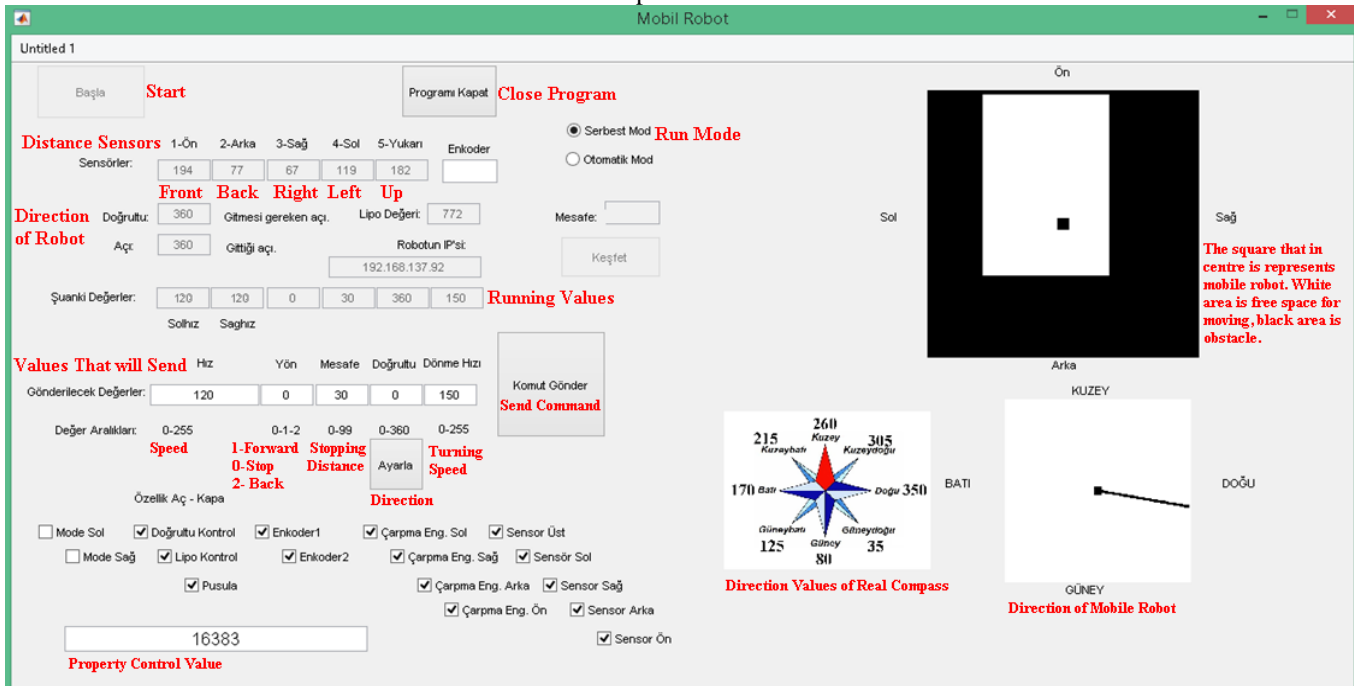 Mobil Robot
Untitled 1
Başla
Start
Programı Kapat
Close Program
Serbest Mod
Run Mode
Otomatik Mod
Distance Sensors
1-Ön 2-Arka 3-Sağ 4-Sol 5-Yukarı Enkoder
Sensörler:
194 77 67 119 182
Front Back Right Left Up
Direction of Robot
Doğrultu: 360 Gitmesi gereken açı. Lipo Değeri: 772
Açı: 360 Gittiği açı.
Robotun IP'si:
192.168.137.92
Mesafe:
Keşfet
Şuanki Değerler: 120 120 0 30 360 150 Running Values
Solhız Saghız
Values That will Send
Hız Yön Mesafe Doğrultu Dönme Hızı
Gönderilecek Değerler: 120 0 30 0 150
Komut Gönder
Send Command
Değer Aralıkları: 0-255 0-1-2 0-99 0-360 0-255
Speed
1-Forward
0-Stop
2- Back
Stopping
Distance
Ayarla
Direction
Turning
Speed
Özellik Aç - Kapa
Mode Sol Doğrultu Kontrol Enkoder1 Çarpma Eng. Sol Sensor Üst
Mode Sağ Lipo Kontrol Enkoder2 Çarpma Eng. Sağ Sensör Sol
Pusula Çarpma Eng. Arka Sensor Sağ
Çarpma Eng. Ön Sensor Arka
Sensor Ön
16383
Property Control Value
Ön
Sol
Sağ
Arka
The square that in
centre is represents
mobile robot. White
area is free space for
moving, black area is
obstacle.
260
Kuzey
215
Kuzeybatı
305
Kuzeydoğu
170 Batı
Doğu 350
Güneybatı
125
Güney
80
Güneydoğu
35
Direction Values of Real Compass
KUZEY
BATI
DOĞU
GÜNEY
Direction of Mobile Robot